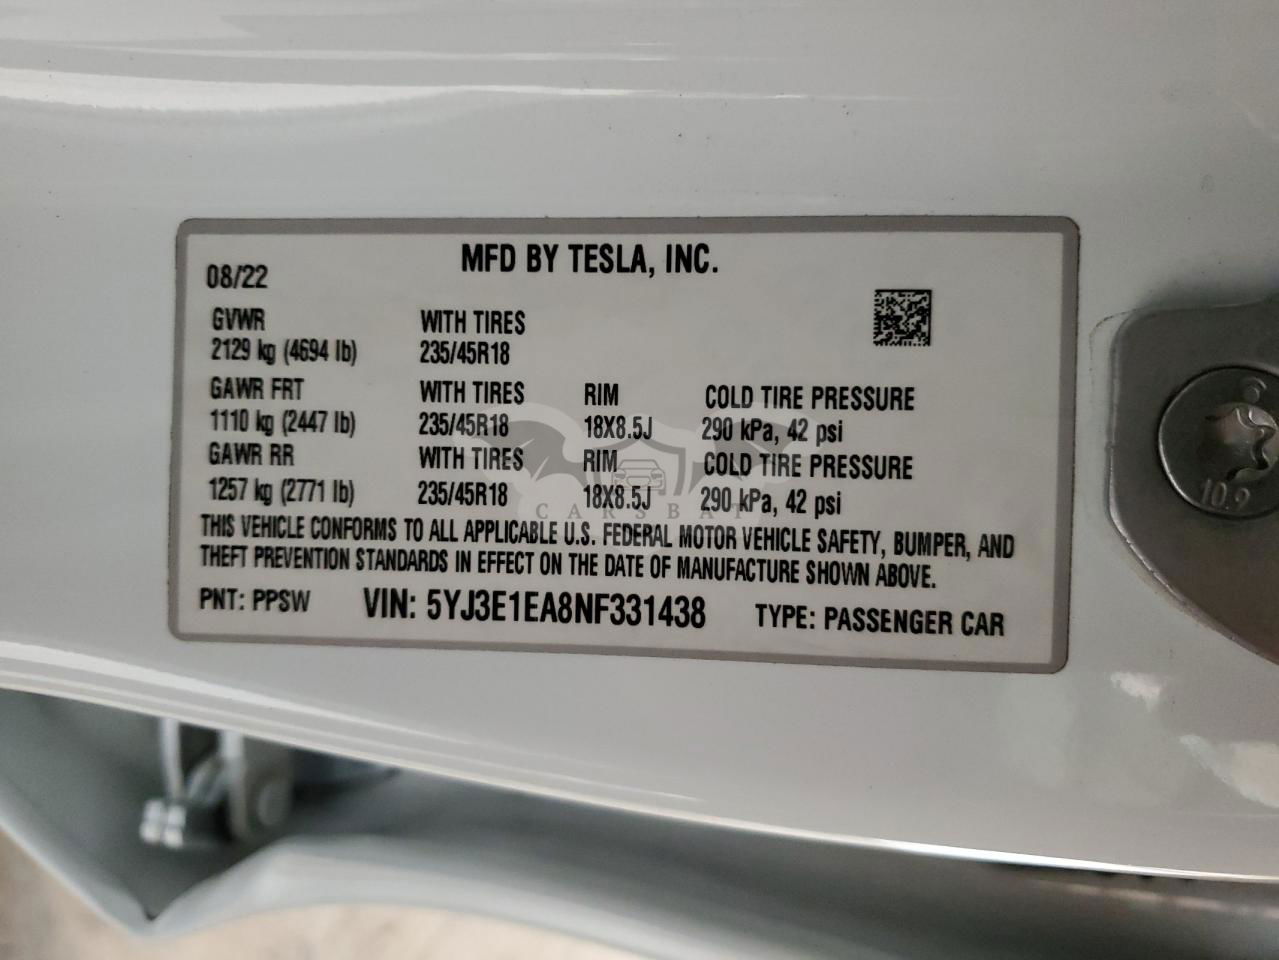 MFD BY TESLA, INC.
08/22
GVWR WITH TIRES
2129 kg (4694 lb) 235/45R18
GAWR FRT WITH TIRES RIM COLD TIRE PRESSURE
1110 kg (2447 lb) 235/45R18 18X8.5J 290 kPa, 42 psi
GAWR RR WITH TIRES RIM COLD TIRE PRESSURE
1257 kg (2771 lb) 235/45R18 18X8.5J 290 kPa, 42 psi
CARSBAT
THIS VEHICLE CONFORMS TO ALL APPLICABLE U.S. FEDERAL MOTOR VEHICLE SAFETY, BUMPER, AND
THEFT PREVENTION STANDARDS IN EFFECT ON THE DATE OF MANUFACTURE SHOWN ABOVE.
PNT: PPSW VIN: 5YJ3E1EA8NF331438 TYPE: PASSENGER CAR
10.9